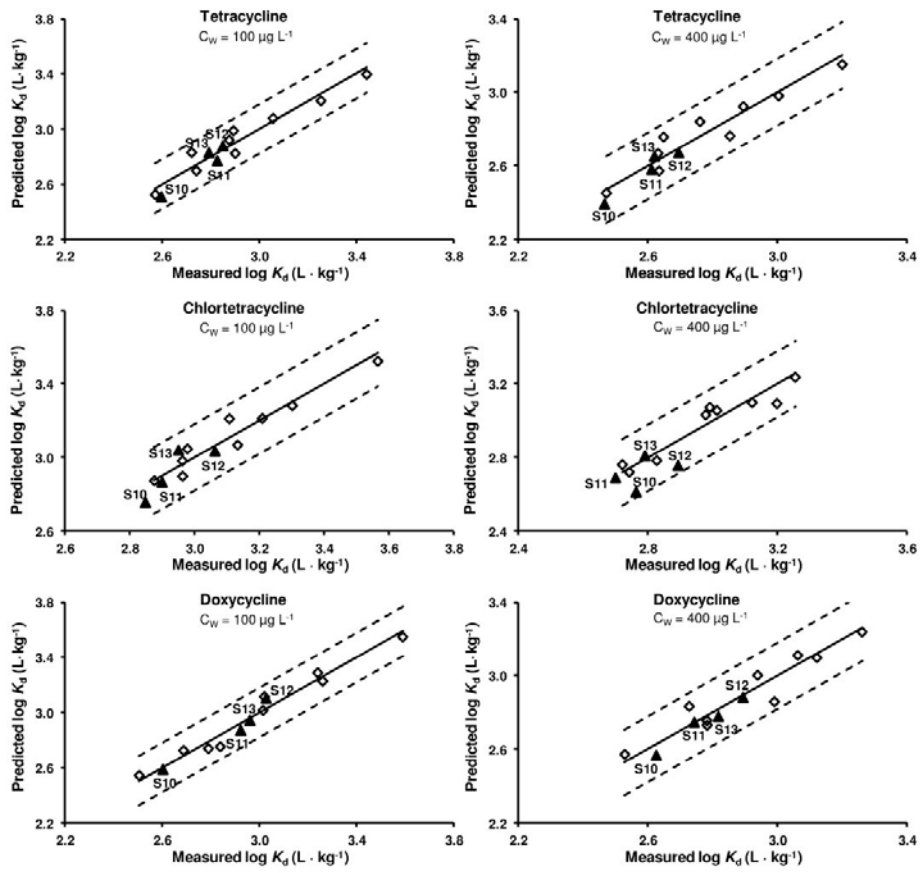 Tetracycline
C_W = 100 µg L⁻¹
Predicted log K_d (L·kg⁻¹)
3.8
3.4
3.0
2.6
2.2
S13
S12
S11
S10
2.2 2.6 3.0 3.4 3.8
Measured log K_d (L · kg⁻¹)
Tetracycline
C_W = 400 µg L⁻¹
Predicted log K_d (L·kg⁻¹)
3.4
3.0
2.6
2.2
S13
S12
S11
S10
2.2 2.6 3.0 3.4
Measured log K_d (L · kg⁻¹)
Chlortetracycline
C_W = 100 µg L⁻¹
Predicted log K_d (L·kg⁻¹)
3.8
3.4
3.0
2.6
S13
S12
S10
S11
2.6 2.8 3.0 3.2 3.4 3.6 3.8
Measured log K_d (L · kg⁻¹)
Chlortetracycline
C_W = 400 µg L⁻¹
Predicted log K_d (L·kg⁻¹)
3.6
3.2
2.8
2.4
S13
S12
S11
S10
2.4 2.8 3.2 3.6
Measured log K_d (L · kg⁻¹)
Doxycycline
C_W = 100 µg L⁻¹
Predicted log K_d (L·kg⁻¹)
3.8
3.4
3.0
2.6
2.2
S12
S13
S11
S10
2.2 2.6 3.0 3.4 3.8
Measured log K_d (L · kg⁻¹)
Doxycycline
C_W = 400 µg L⁻¹
Predicted log K_d (L·kg⁻¹)
3.4
3.0
2.6
2.2
S12
S11
S13
S10
2.2 2.6 3.0 3.4
Measured log K_d (L · kg⁻¹)